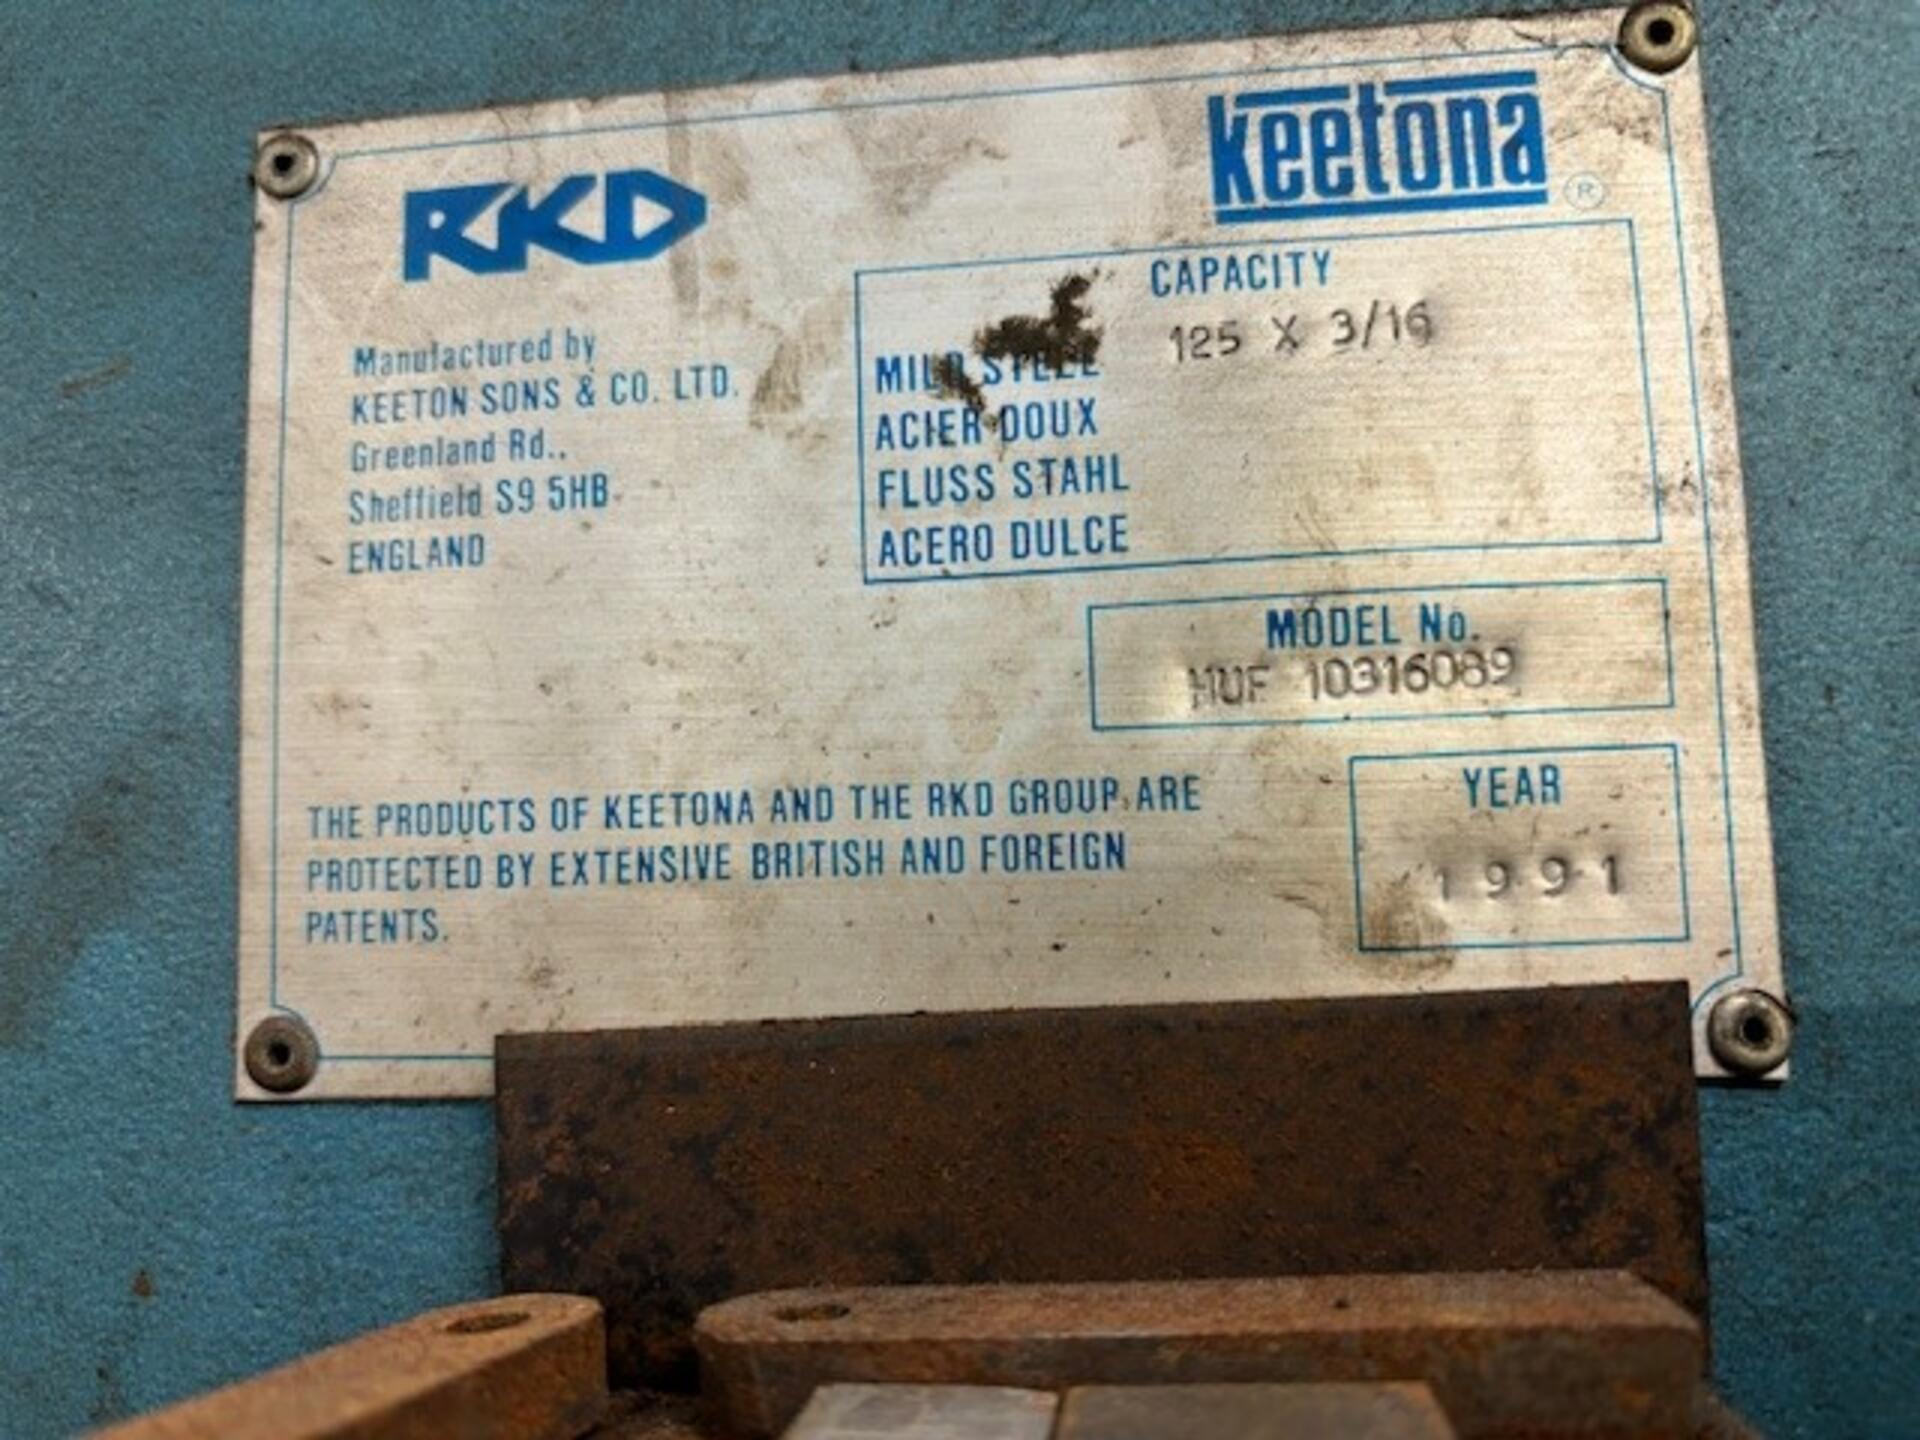 RKD
keetona ®
Manufactured by
KEETON SONS & CO. LTD.
Greenland Rd.,
Sheffield S9 5HB
ENGLAND
CAPACITY
MILD STEEL 125 X 3/16
ACIER DOUX
FLUSS STAHL
ACERO DULCE
MODEL No.
HUF 10316089
YEAR
1991
THE PRODUCTS OF KEETONA AND THE RKD GROUP ARE
PROTECTED BY EXTENSIVE BRITISH AND FOREIGN
PATENTS.